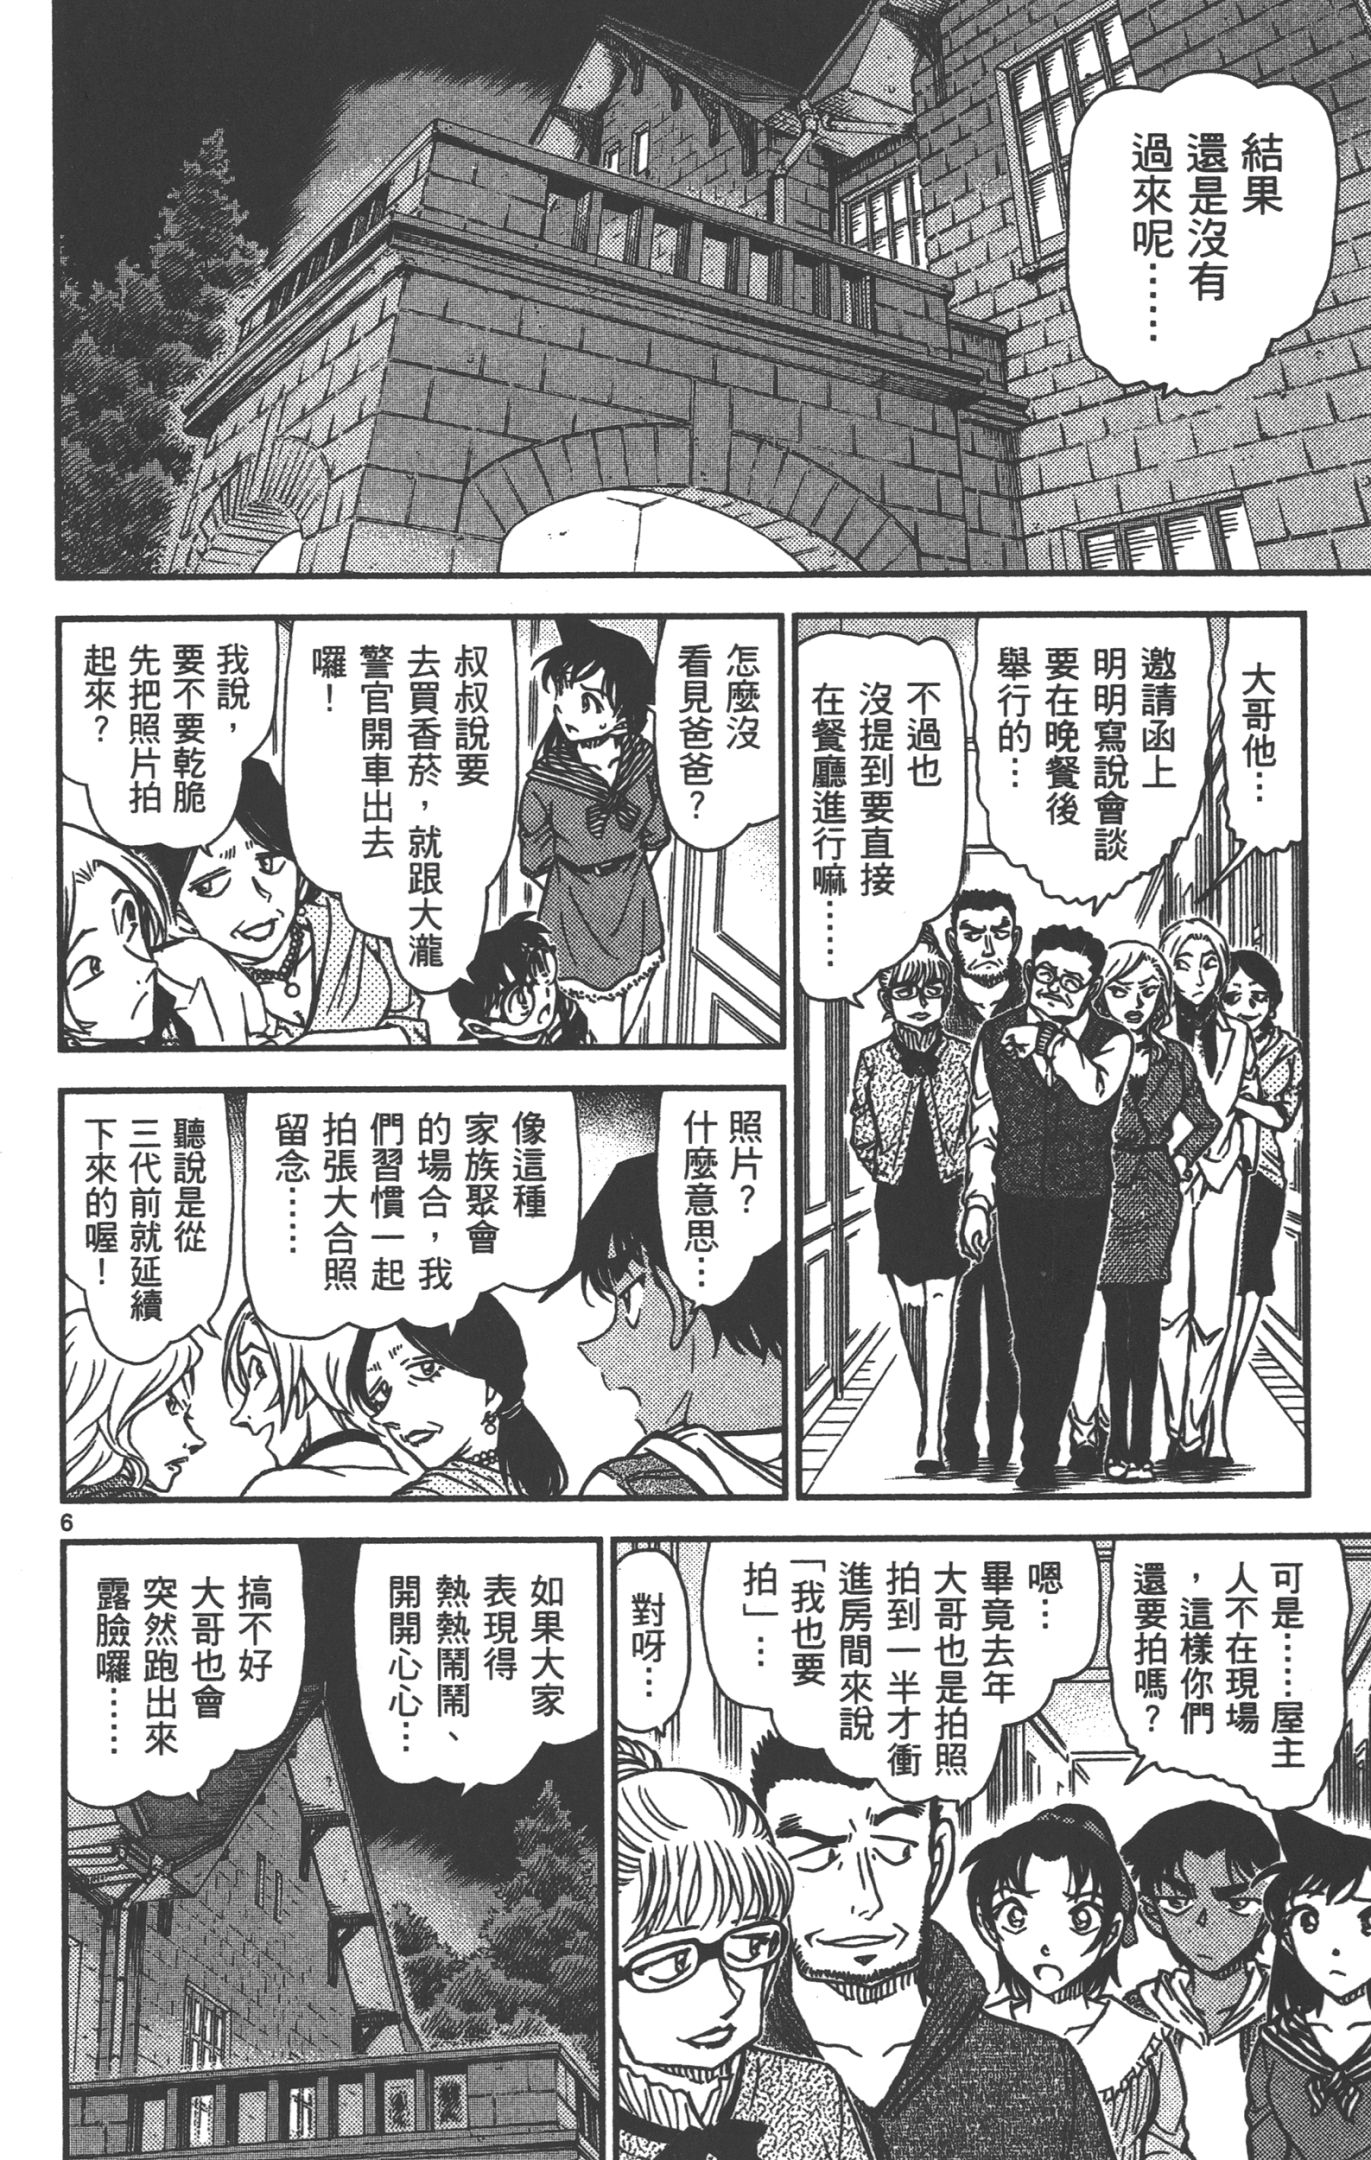 結果
還是沒有
過來呢……
大哥他…
邀請函上
明明寫說會談
要在晚餐後
舉行的…
不過也
沒提到要直接
在餐廳進行嘛……
怎麼沒
看見爸爸？
叔叔說要
去買香菸，就跟大瀧
警官開車出去
囉！
我說，
要不要乾脆
先把照片拍
起來？
照片？
什麼意思…
像這種
家族聚會
的場合，我
們習慣一起
拍張大合照
留念……
聽說是從
三代前就延續
下來的喔！
可是……屋主
人不在現場
，這樣你們
還要拍嗎？
嗯…
畢竟去年
大哥也是拍照
拍到一半才衝
進房間來說
「我也要
拍」…
對呀…
如果大家
表現得
熱熱鬧鬧、
開開心心…
搞不好
大哥也會
突然跑出來
露臉囉……
6